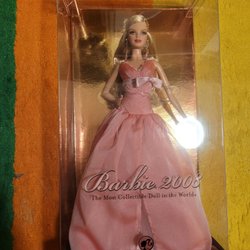 Barbie 2008
The Most Collectible Doll in the World®